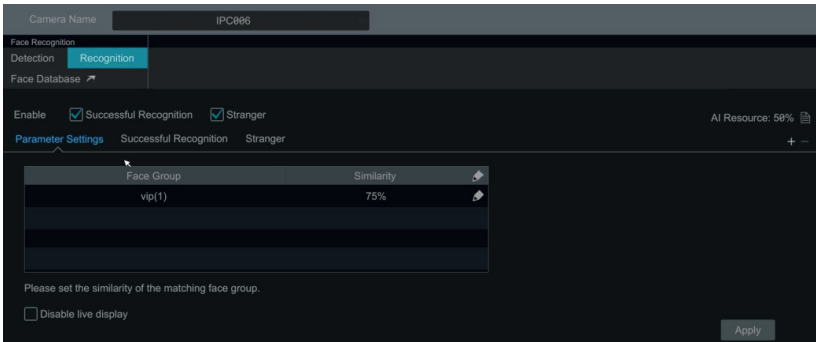 Camera Name IPC006
Face Recognition
Detection Recognition
Face Database
Enable Successful Recognition Stranger AI Resource: 50%
Parameter Settings Successful Recognition Stranger + −
Face Group Similarity
vip(1) 75%
Please set the similarity of the matching face group.
Disable live display
Apply